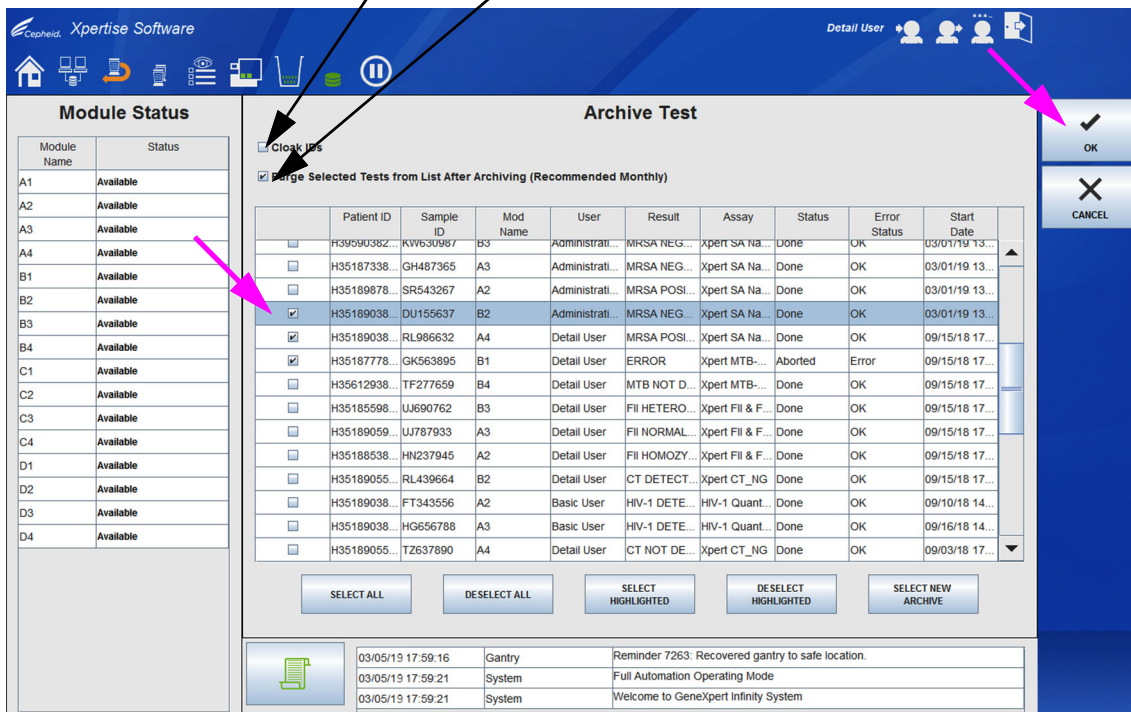 Cepheid. Xpertise Software
Detail User
Module Status
Module Name Status
A1 Available
A2 Available
A3 Available
A4 Available
B1 Available
B2 Available
B3 Available
B4 Available
C1 Available
C2 Available
C3 Available
C4 Available
D1 Available
D2 Available
D3 Available
D4 Available
Archive Test
Cloak IDs
Purge Selected Tests from List After Archiving (Recommended Monthly)
Patient ID Sample ID Mod Name User Result Assay Status Error Status Start Date
H39590382... KW630987 B3 Administrati... MRSA NEG... Xpert SA Na... Done OK 03/01/19 13...
H35187338... GH487365 A3 Administrati... MRSA NEG... Xpert SA Na... Done OK 03/01/19 13...
H35189878... SR543267 A2 Administrati... MRSA POSI... Xpert SA Na... Done OK 03/01/19 13...
H35189038... DU155637 B2 Administrati... MRSA NEG... Xpert SA Na... Done OK 03/01/19 13...
H35189038... RL986632 A4 Detail User MRSA POSI... Xpert SA Na... Done OK 09/15/18 17...
H35187778... GK563895 B1 Detail User ERROR Xpert MTB-... Aborted Error 09/15/18 17...
H35612938... TF277659 B4 Detail User MTB NOT D... Xpert MTB-... Done OK 09/15/18 17...
H35185598... UJ690762 B3 Detail User FII HETERO... Xpert FII & F... Done OK 09/15/18 17...
H35189059... UJ787933 A3 Detail User FII NORMAL... Xpert FII & F... Done OK 09/15/18 17...
H35188538... HN237945 A2 Detail User FII HOMOZY... Xpert FII & F... Done OK 09/15/18 17...
H35189055... RL439664 B2 Detail User CT DETECT... Xpert CT_NG Done OK 09/15/18 17...
H35189038... FT343556 A2 Basic User HIV-1 DETE... HIV-1 Quant... Done OK 09/10/18 14...
H35189038... HG656788 A3 Basic User HIV-1 DETE... HIV-1 Quant... Done OK 09/16/18 14...
H35189055... TZ637890 A4 Detail User CT NOT DE... Xpert CT_NG Done OK 09/03/18 17...
SELECT ALL
DESELECT ALL
SELECT HIGHLIGHTED
DESELECT HIGHLIGHTED
SELECT NEW ARCHIVE
03/05/19 17:59:16 Gantry Reminder 7263: Recovered gantry to safe location.
03/05/19 17:59:21 System Full Automation Operating Mode
03/05/19 17:59:21 System Welcome to GeneXpert Infinity System
OK
CANCEL